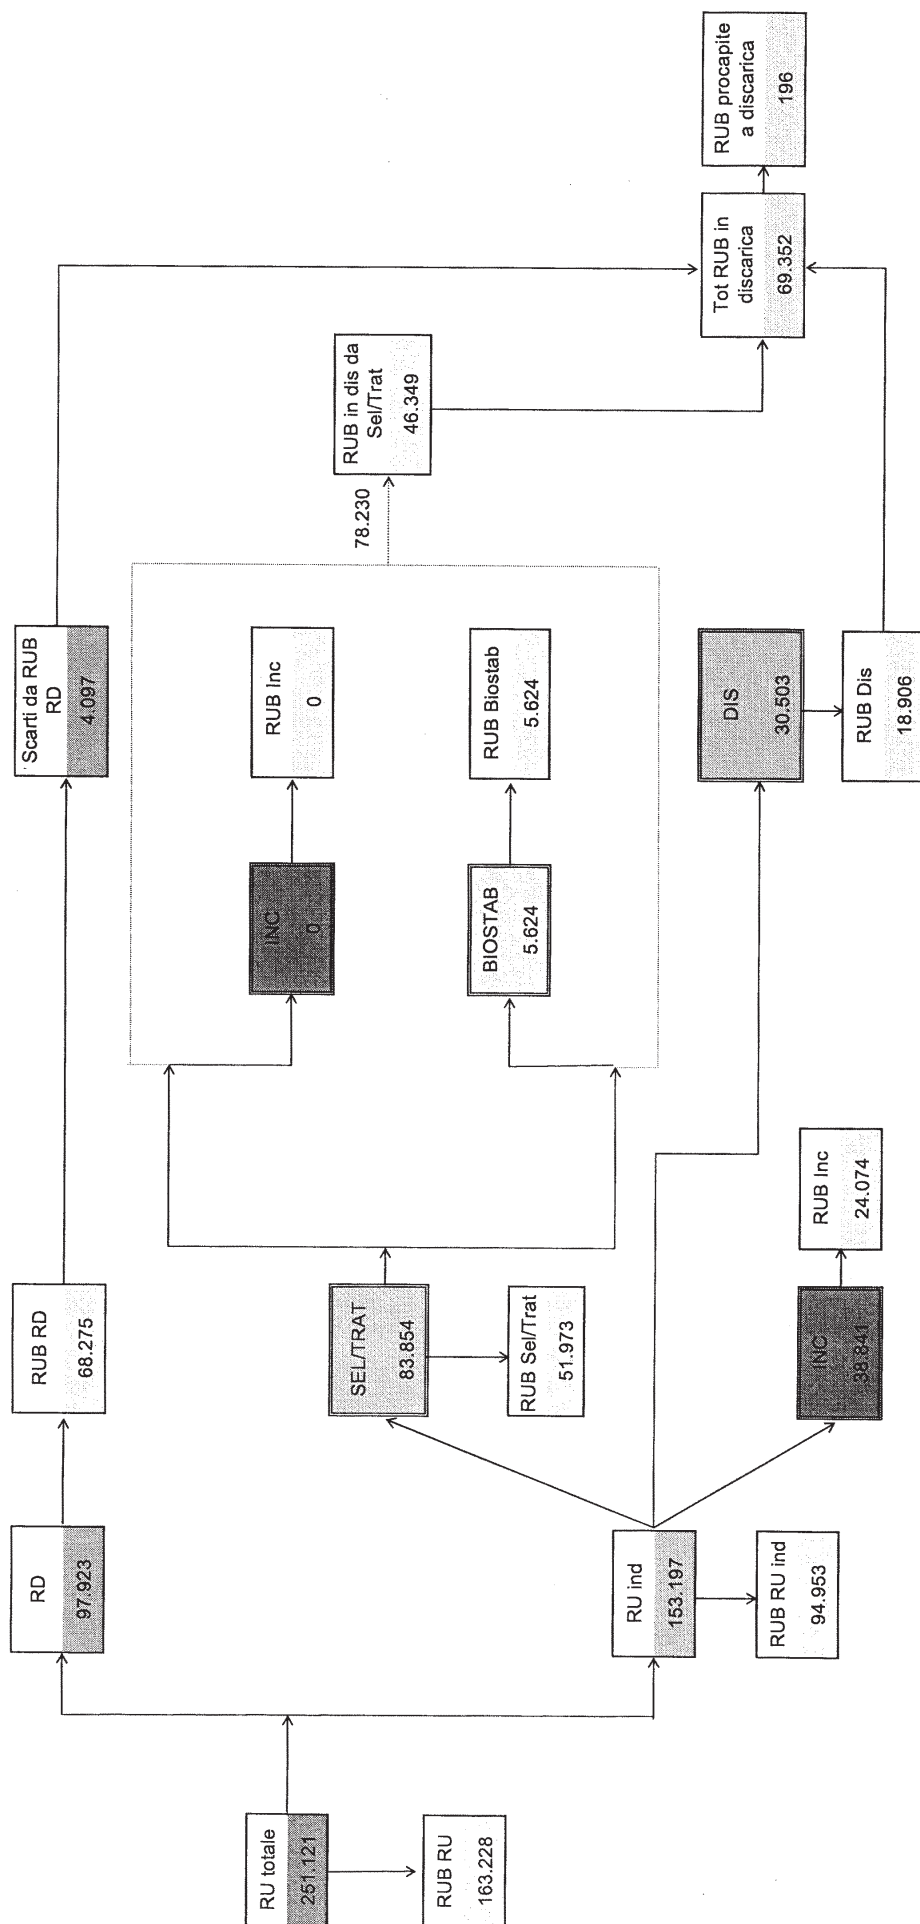 RU totale
251.121
RUB RU
163.228
RD
97.923
RU ind
153.197
RUB RU ind
94.953
RUB RD
68.275
SEL/TRAT
83.854
RUB Sel/Trat
51.973
INC
38.841
RUB Inc
24.074
INC
0
BIOSTAB
5.624
Scarti da RUB
RD
4.097
RUB Inc
0
RUB Biostab
5.624
DIS
30.503
RUB Dis
18.906
78.230
RUB in dis da
Sel/Trat
46.349
Tot RUB in
discarica
69.352
RUB procapite
a discarica
196